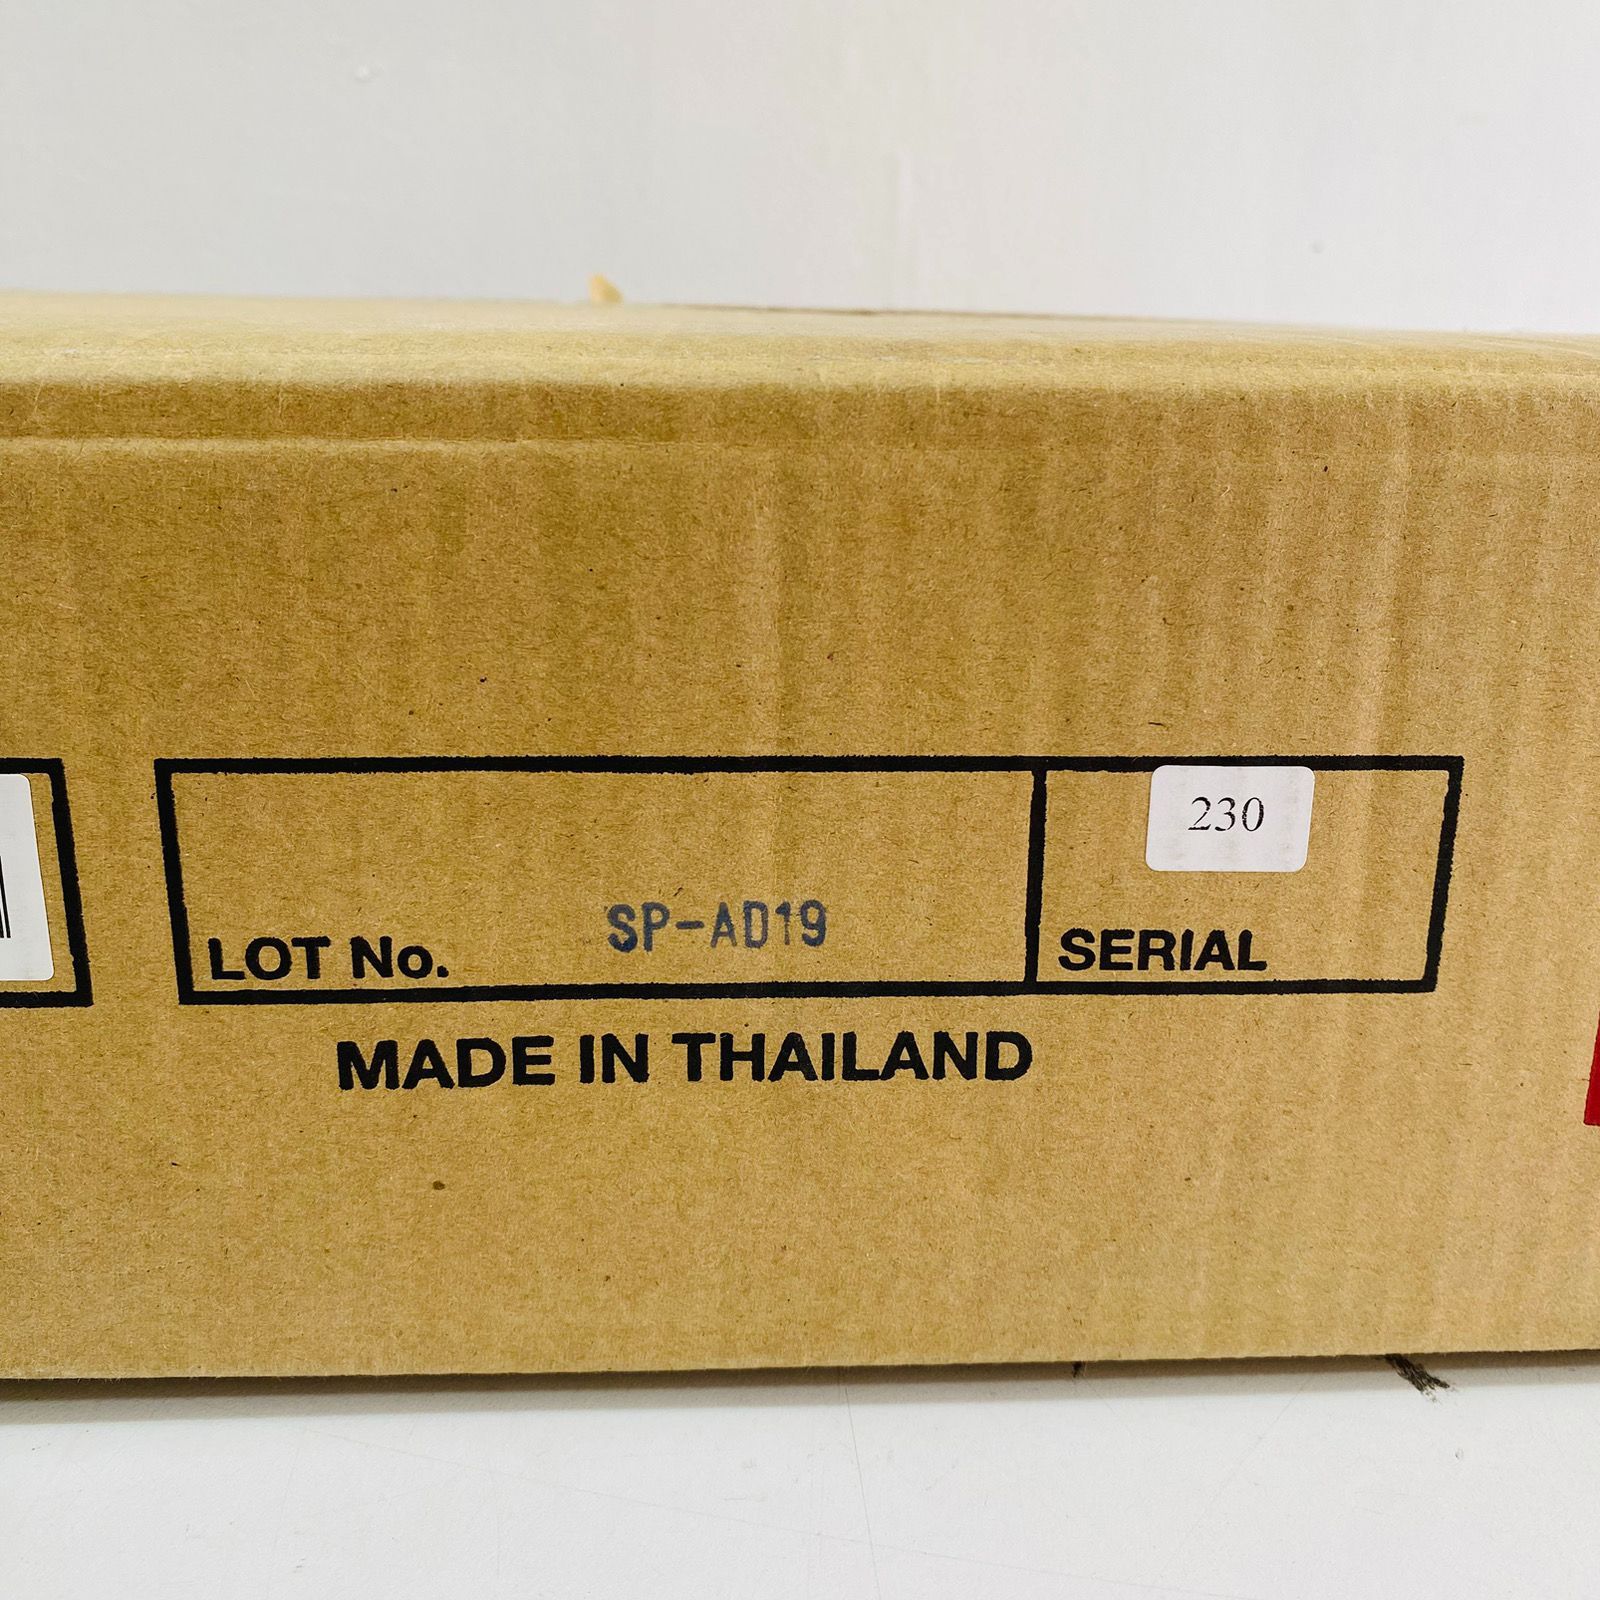 230
LOT No. SP-AD19 SERIAL
MADE IN THAILAND